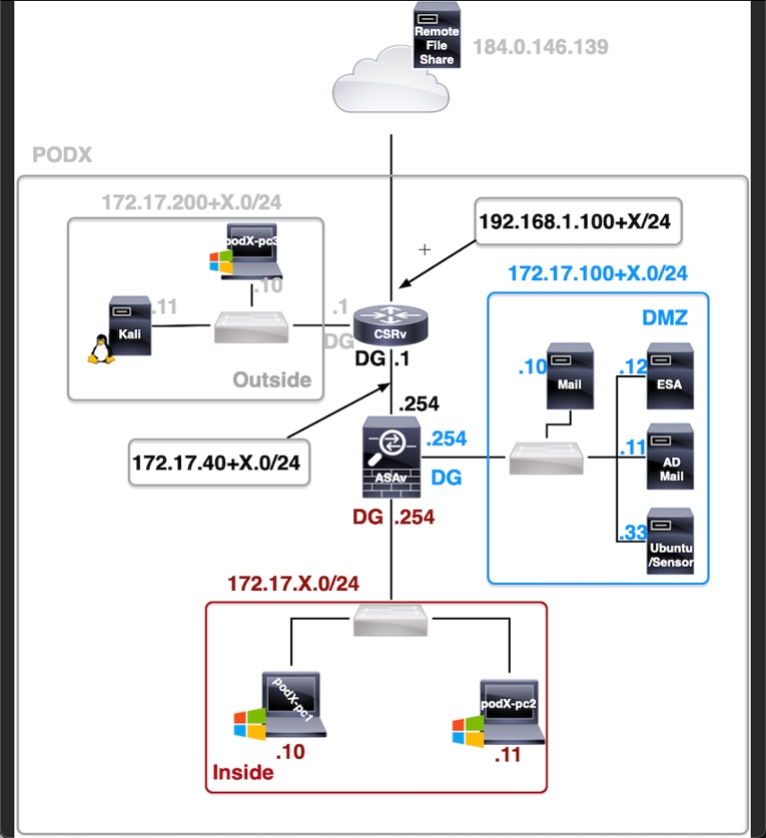 Remote
File
Share
184.0.146.139
PODX
172.17.200+X.0/24
192.168.1.100+X/24
podX-pc3
.10
172.17.100+X.0/24
.11
Kali
.1
DG
CSRv
DMZ
Outside
DG .1
.10
Mail
.12
ESA
.254
.254
DG
172.17.40+X.0/24
ASAv
.11
AD
Mail
DG .254
.33
Ubuntu
/Sensor
172.17.X.0/24
podX-pc1
podX-pc2
.10
.11
Inside